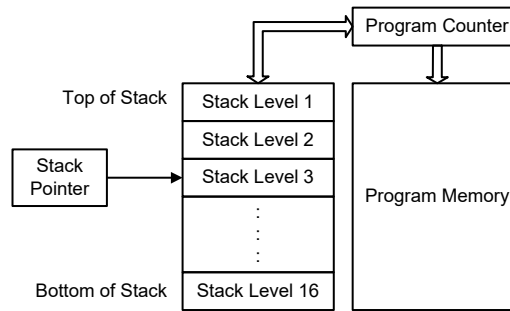 Program Counter
Top of Stack
Stack Level 1
Stack Level 2
Stack
Pointer
Stack Level 3
Program Memory
Bottom of Stack
Stack Level 16